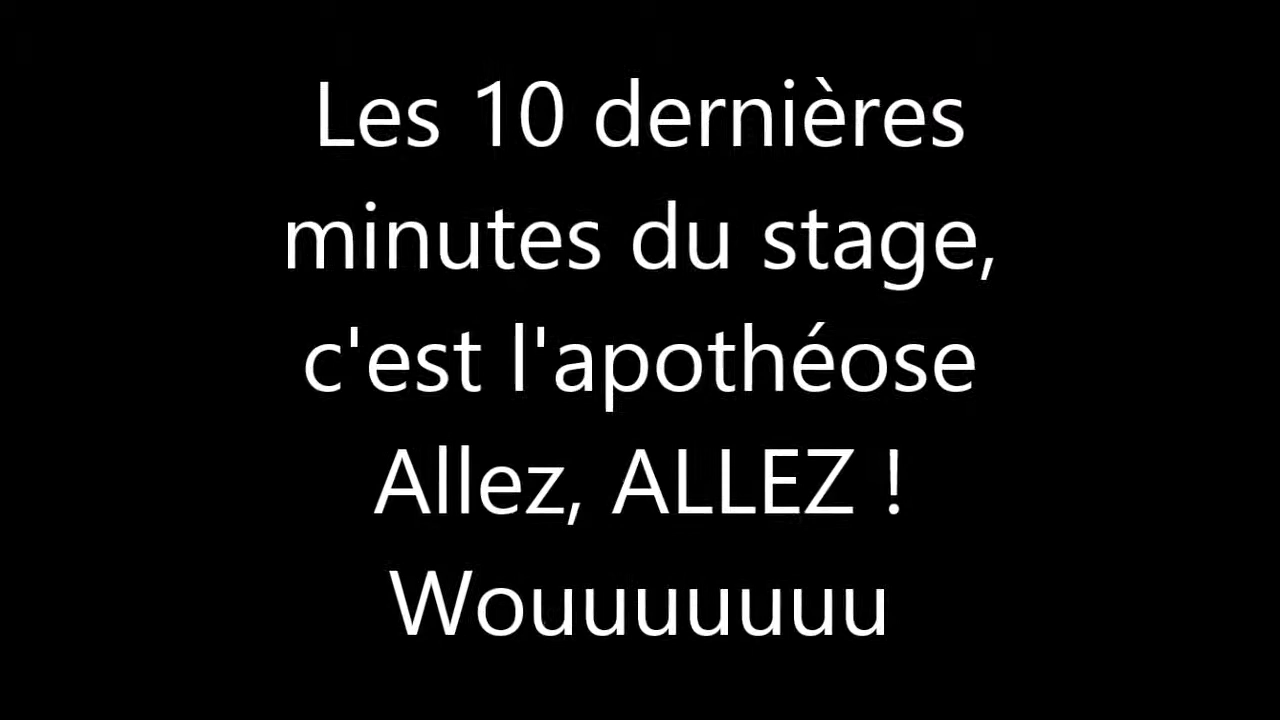 Les 10 dernières
minutes du stage,
c'est l'apothéose
Allez, ALLEZ !
Wouuuuuuu